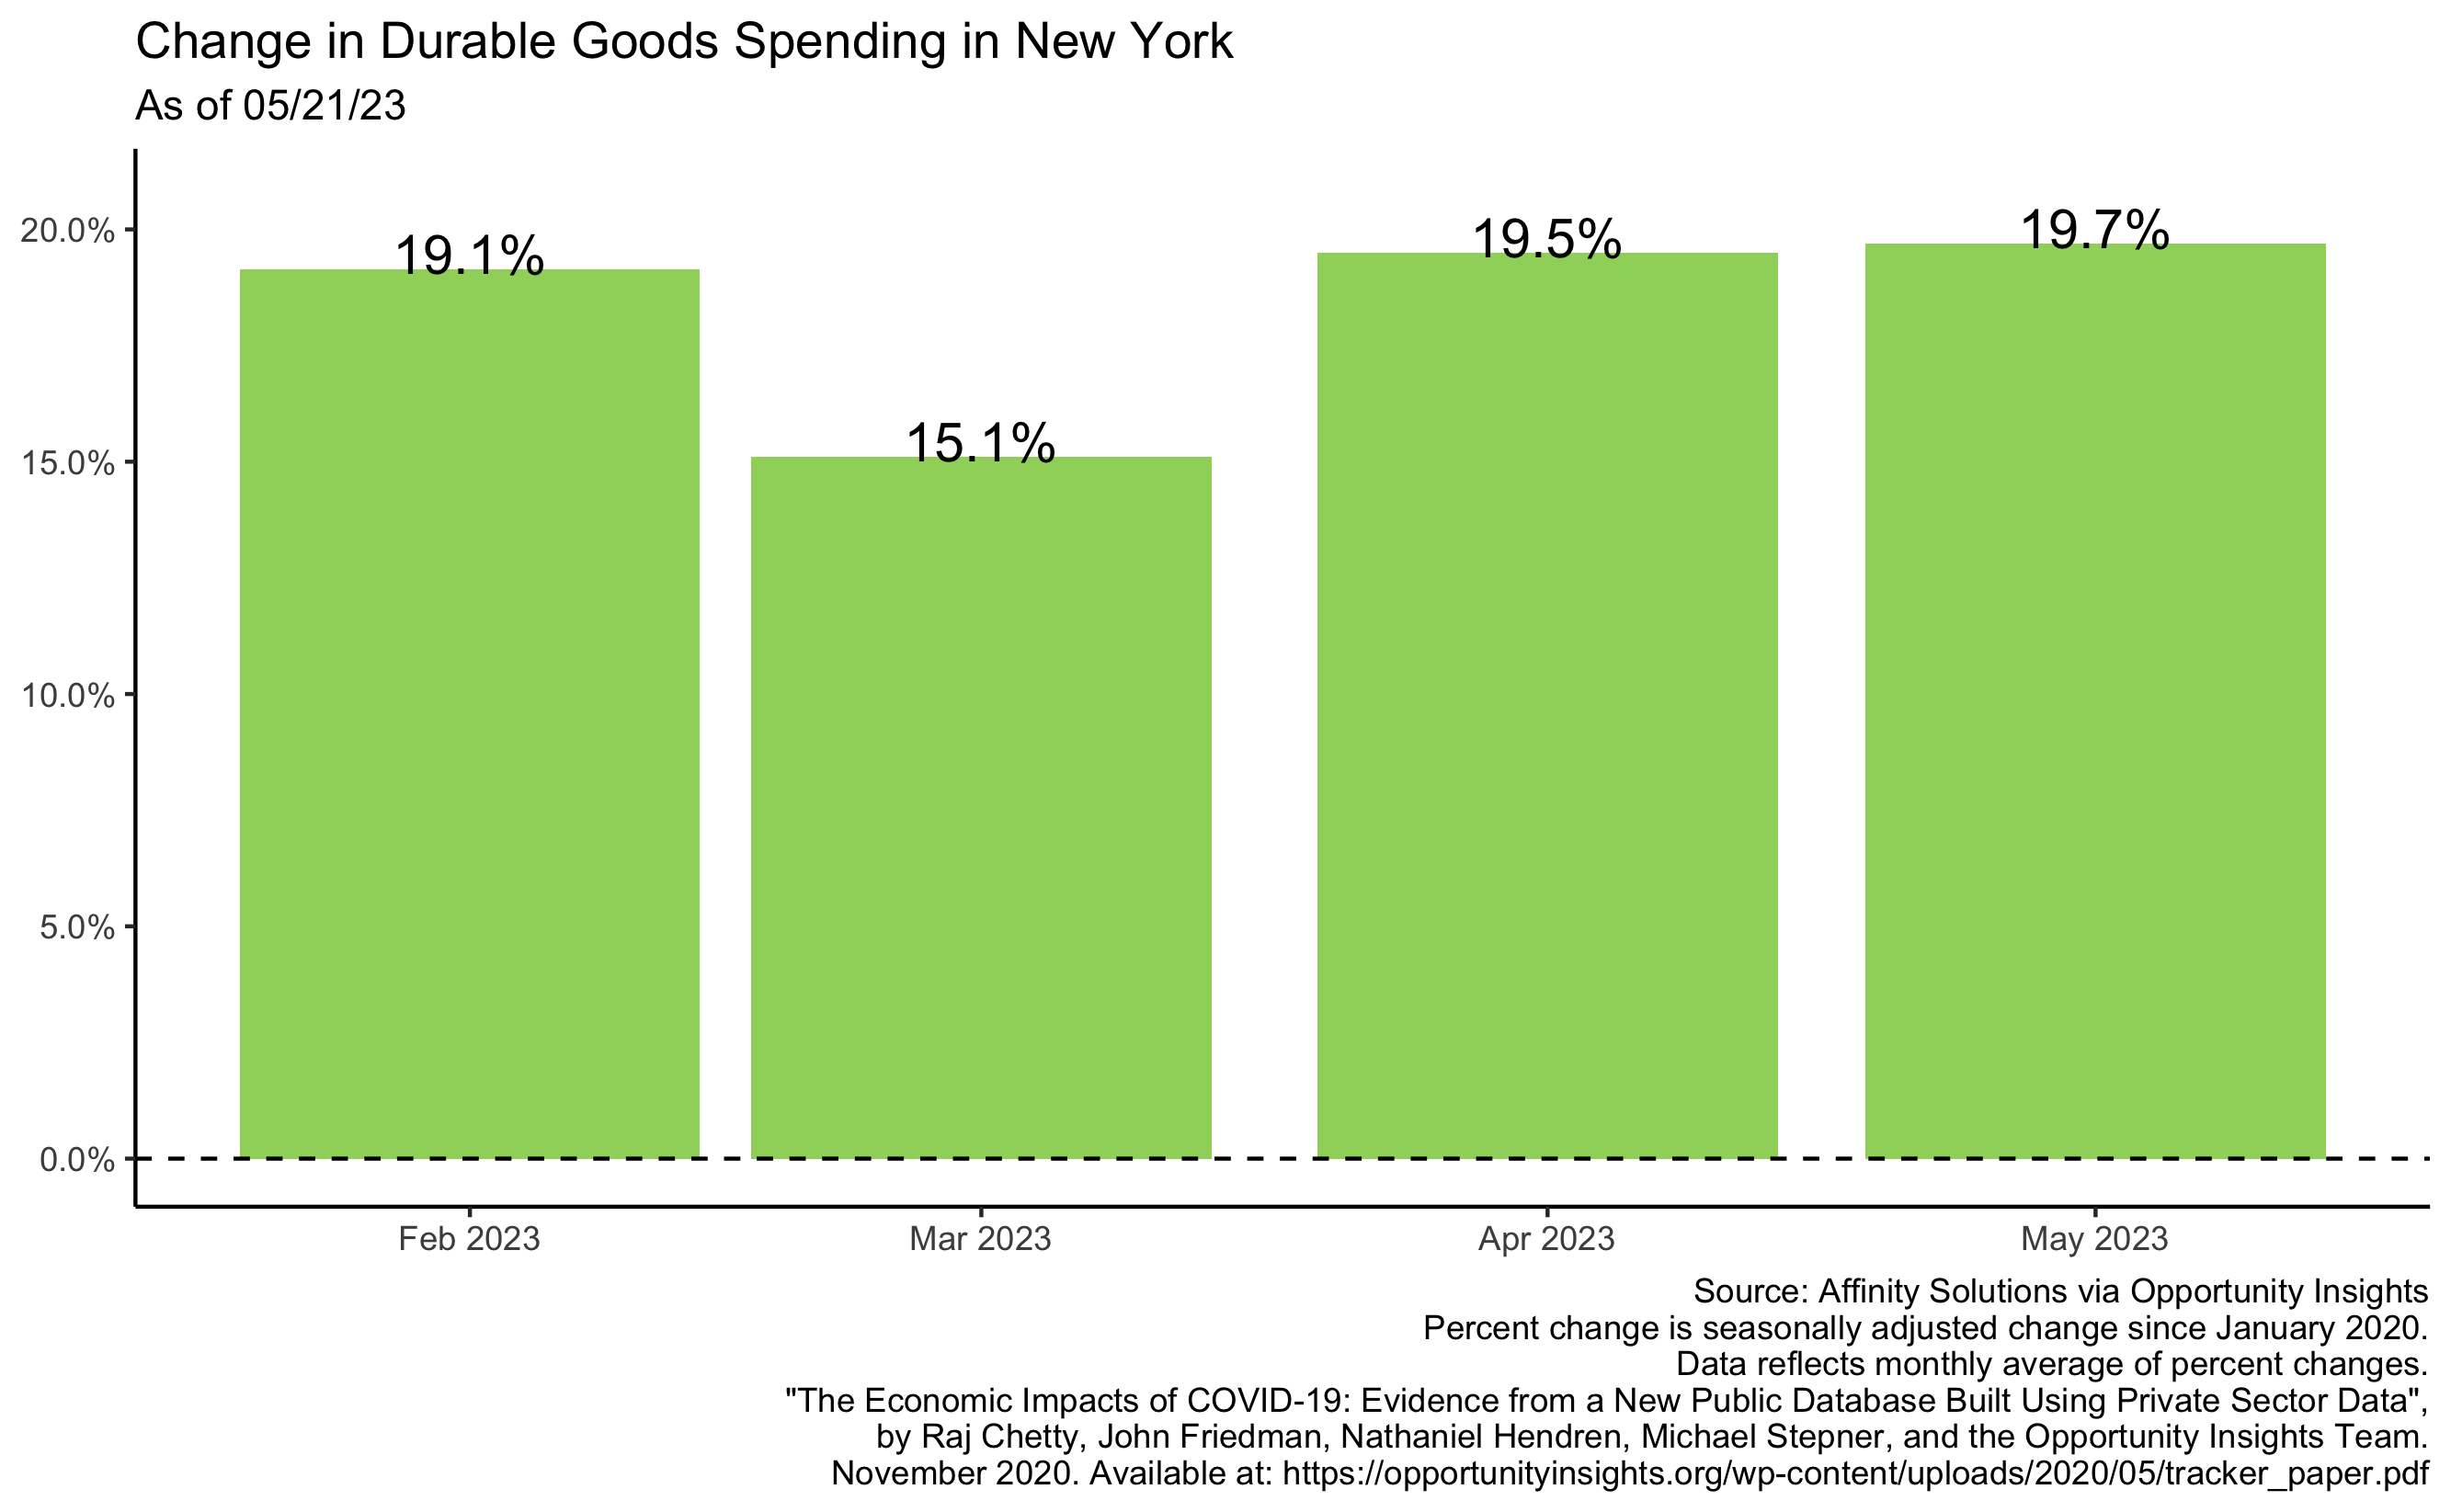 Change in Durable Goods Spending in New York
As of 05/21/23
20.0%
15.0%
10.0%
5.0%
0.0%
19.1%
15.1%
19.5%
19.7%
Feb 2023
Mar 2023
Apr 2023
May 2023
Source: Affinity Solutions via Opportunity Insights
Percent change is seasonally adjusted change since January 2020.
Data reflects monthly average of percent changes.
"The Economic Impacts of COVID-19: Evidence from a New Public Database Built Using Private Sector Data",
by Raj Chetty, John Friedman, Nathaniel Hendren, Michael Stepner, and the Opportunity Insights Team.
November 2020. Available at: https://opportunityinsights.org/wp-content/uploads/2020/05/tracker_paper.pdf